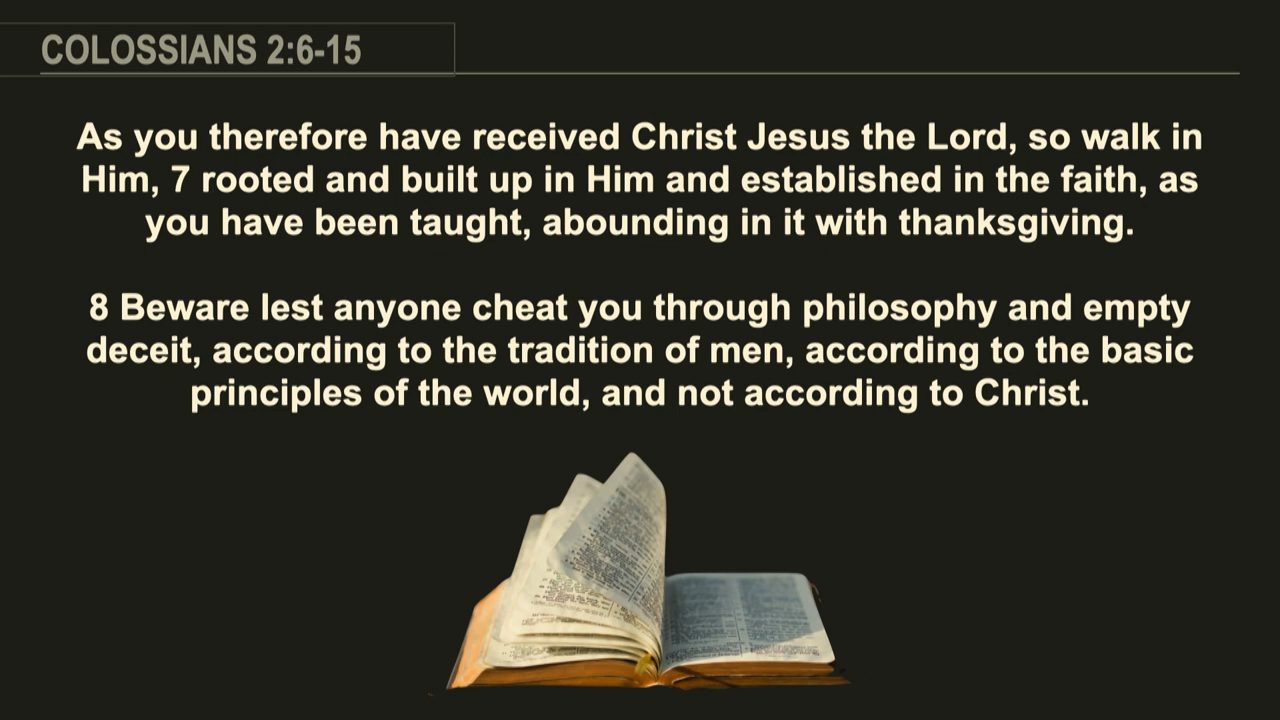 COLOSSIANS 2:6-15
As you therefore have received Christ Jesus the Lord, so walk in
Him, 7 rooted and built up in Him and established in the faith, as
you have been taught, abounding in it with thanksgiving.
8 Beware lest anyone cheat you through philosophy and empty
deceit, according to the tradition of men, according to the basic
principles of the world, and not according to Christ.